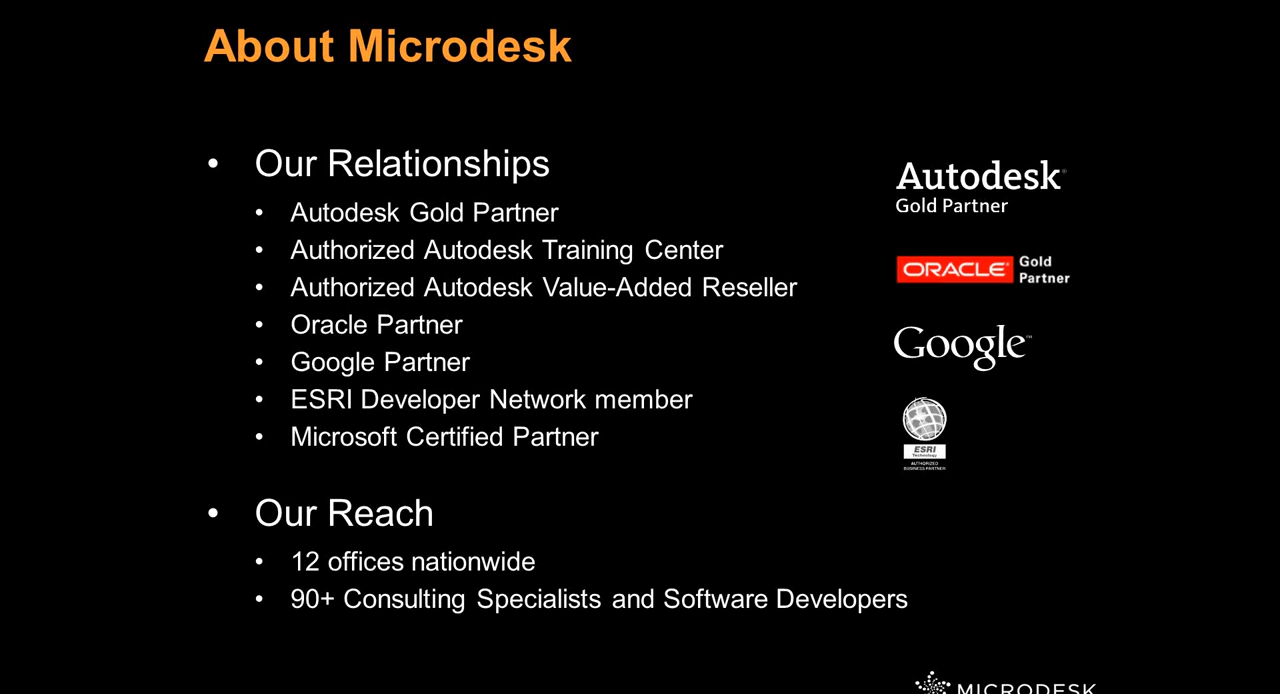 About Microdesk
• Our Relationships
• Autodesk Gold Partner
• Authorized Autodesk Training Center
• Authorized Autodesk Value-Added Reseller
• Oracle Partner
• Google Partner
• ESRI Developer Network member
• Microsoft Certified Partner
• Our Reach
• 12 offices nationwide
• 90+ Consulting Specialists and Software Developers
Autodesk®
Gold Partner
ORACLE®
Gold
Partner
Google™
ESRI
Technology
AUTHORIZED
BUSINESS PARTNER
MICRODESK